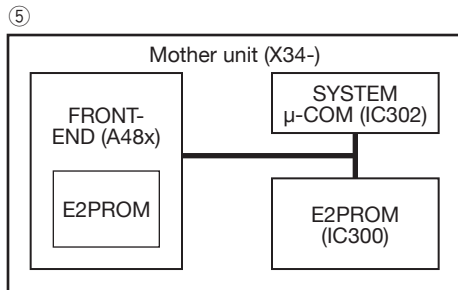 ⑤
Mother unit (X34-)
FRONT-
END (A48x)
E2PROM
SYSTEM
µ-COM (IC302)
E2PROM
(IC300)